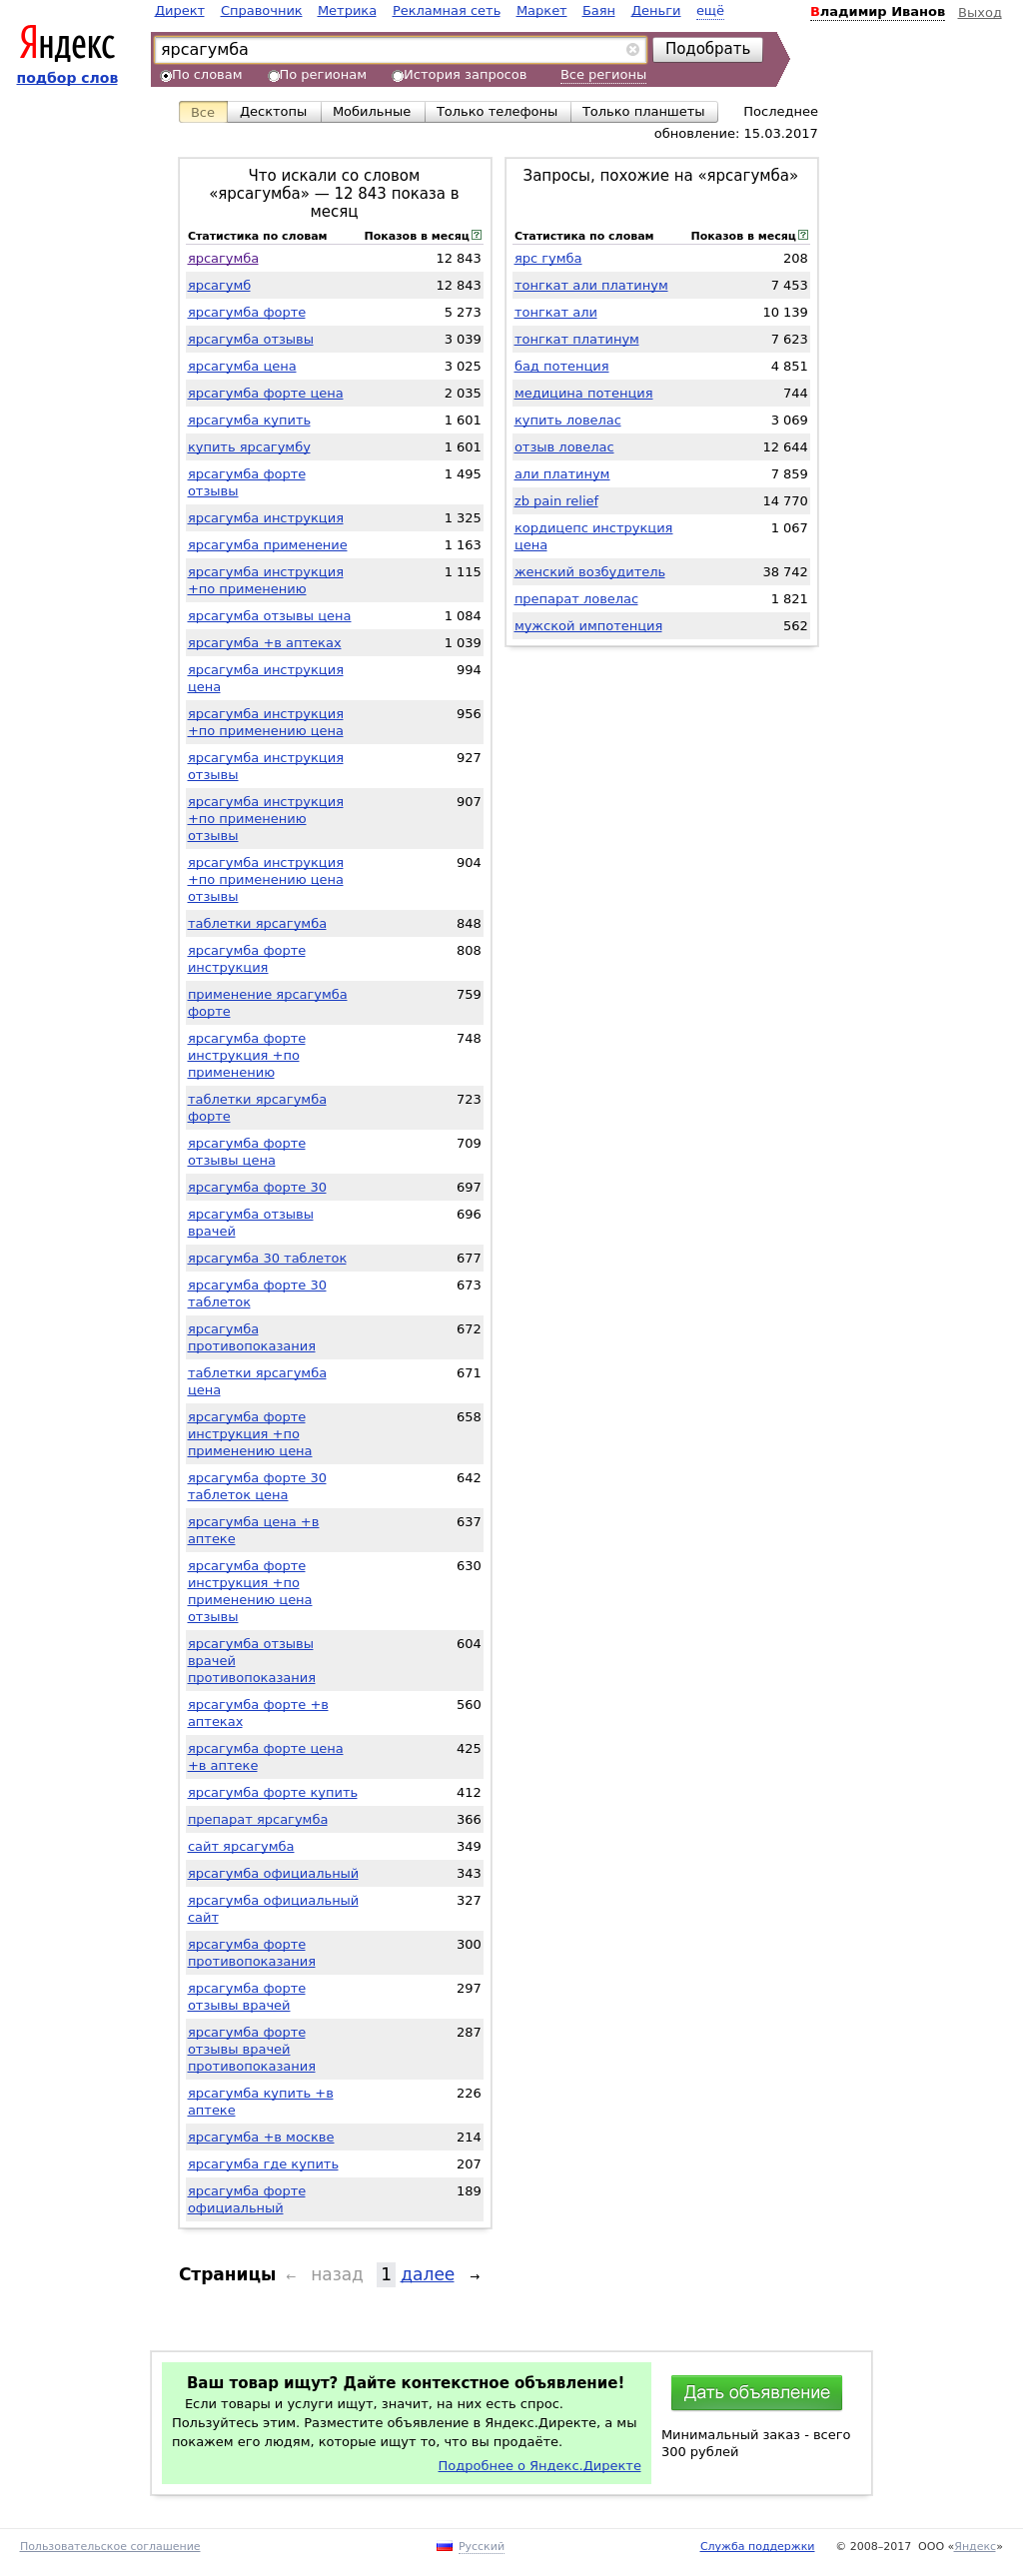 Директ Справочник Метрика Рекламная сеть Маркет Баян Деньги ещё Владимир Иванов Выход
Яндекс
подбор слов
ярсагумба Подобрать
По словам По регионам История запросов Все регионы
Все Десктопы Мобильные Только телефоны Только планшеты
Последнее
обновление: 15.03.2017
Что искали со словом
«ярсагумба» — 12 843 показа в
месяц
Статистика по словам Показов в месяц ?
ярсагумба 12 843
ярсагумб 12 843
ярсагумба форте 5 273
ярсагумба отзывы 3 039
ярсагумба цена 3 025
ярсагумба форте цена 2 035
ярсагумба купить 1 601
купить ярсагумбу 1 601
ярсагумба форте 1 495
отзывы
ярсагумба инструкция 1 325
ярсагумба применение 1 163
ярсагумба инструкция 1 115
+по применению
ярсагумба отзывы цена 1 084
ярсагумба +в аптеках 1 039
ярсагумба инструкция 994
цена
ярсагумба инструкция 956
+по применению цена
ярсагумба инструкция 927
отзывы
ярсагумба инструкция 907
+по применению
отзывы
ярсагумба инструкция 904
+по применению цена
отзывы
таблетки ярсагумба 848
ярсагумба форте 808
инструкция
применение ярсагумба 759
форте
ярсагумба форте 748
инструкция +по
применению
таблетки ярсагумба 723
форте
ярсагумба форте 709
отзывы цена
ярсагумба форте 30 697
ярсагумба отзывы 696
врачей
ярсагумба 30 таблеток 677
ярсагумба форте 30 673
таблеток
ярсагумба 672
противопоказания
таблетки ярсагумба 671
цена
ярсагумба форте 658
инструкция +по
применению цена
ярсагумба форте 30 642
таблеток цена
ярсагумба цена +в 637
аптеке
ярсагумба форте 630
инструкция +по
применению цена
отзывы
ярсагумба отзывы 604
врачей
противопоказания
ярсагумба форте +в 560
аптеках
ярсагумба форте цена 425
+в аптеке
ярсагумба форте купить 412
препарат ярсагумба 366
сайт ярсагумба 349
ярсагумба официальный 343
ярсагумба официальный 327
сайт
ярсагумба форте 300
противопоказания
ярсагумба форте 297
отзывы врачей
ярсагумба форте 287
отзывы врачей
противопоказания
ярсагумба купить +в 226
аптеке
ярсагумба +в москве 214
ярсагумба где купить 207
ярсагумба форте 189
официальный
Запросы, похожие на «ярсагумба»
Статистика по словам Показов в месяц ?
ярс гумба 208
тонгкат али платинум 7 453
тонгкат али 10 139
тонгкат платинум 7 623
бад потенция 4 851
медицина потенция 744
купить ловелас 3 069
отзыв ловелас 12 644
али платинум 7 859
zb pain relief 14 770
кордицепс инструкция 1 067
цена
женский возбудитель 38 742
препарат ловелас 1 821
мужской импотенция 562
Страницы ← назад 1 далее →
Ваш товар ищут? Дайте контекстное объявление!
Если товары и услуги ищут, значит, на них есть спрос.
Пользуйтесь этим. Разместите объявление в Яндекс.Директе, а мы
покажем его людям, которые ищут то, что вы продаёте.
Подробнее о Яндекс.Директе
Дать объявление
Минимальный заказ - всего
300 рублей
Пользовательское соглашение Русский Служба поддержки © 2008–2017 ООО «Яндекс»